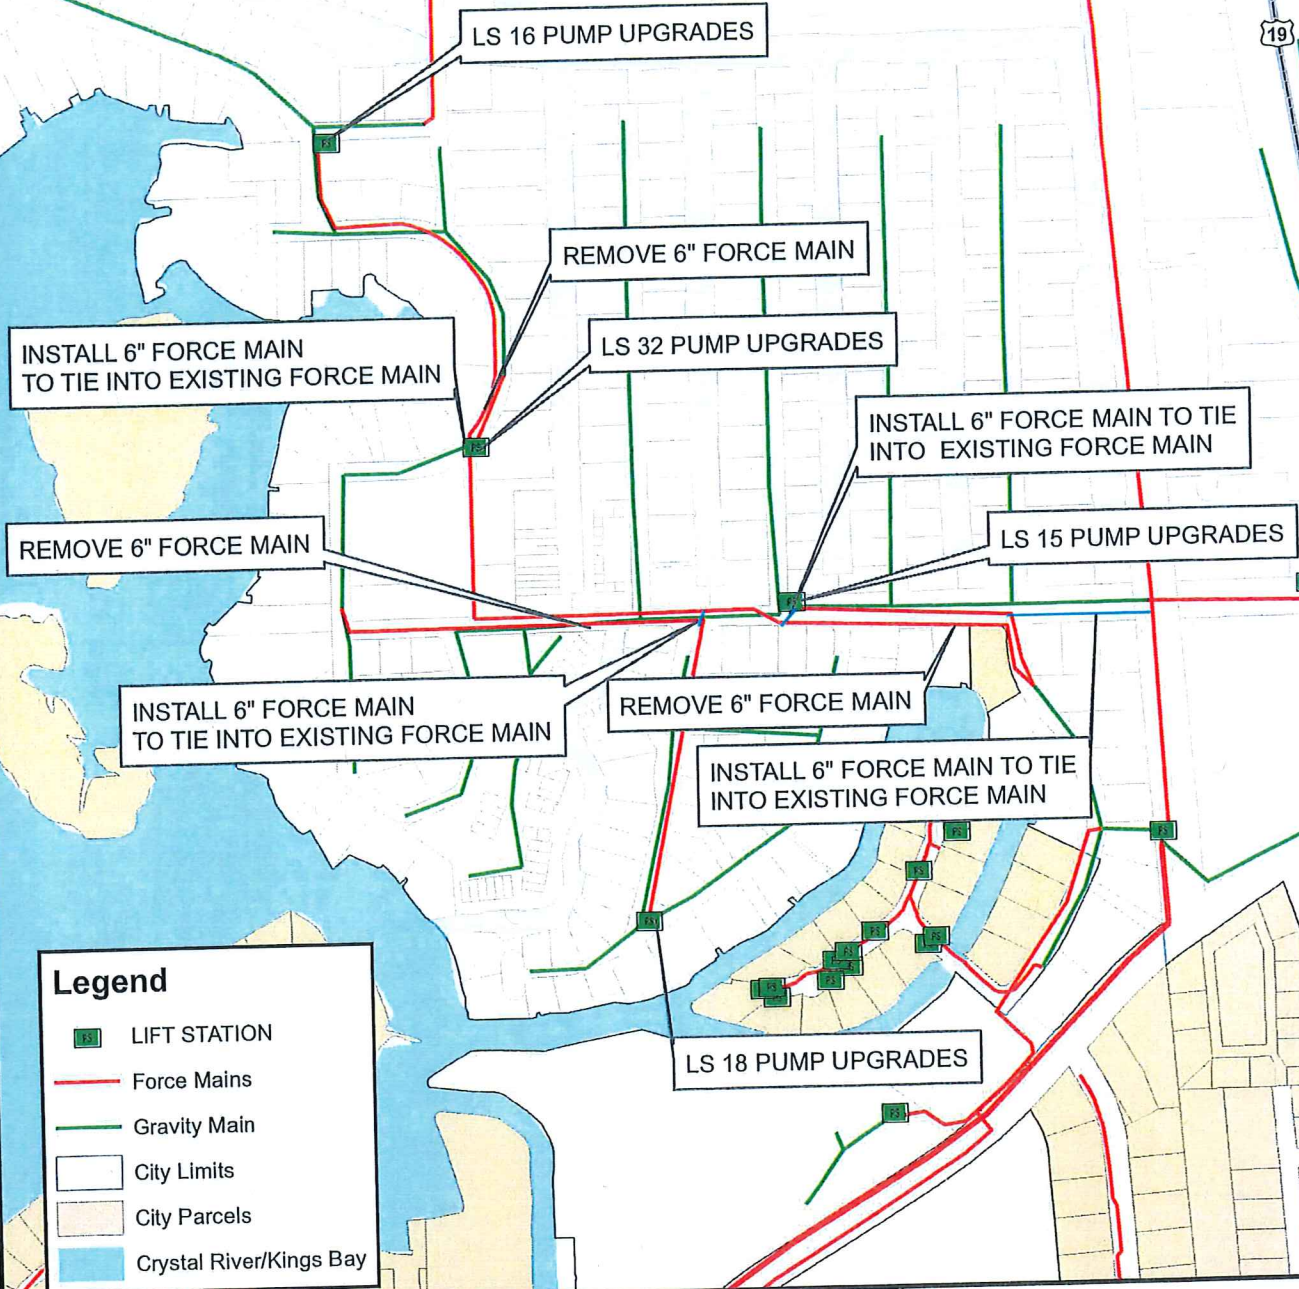 LS 16 PUMP UPGRADES
19
REMOVE 6" FORCE MAIN
LS 32 PUMP UPGRADES
INSTALL 6" FORCE MAIN
TO TIE INTO EXISTING FORCE MAIN
INSTALL 6" FORCE MAIN TO TIE
INTO EXISTING FORCE MAIN
REMOVE 6" FORCE MAIN
LS 15 PUMP UPGRADES
INSTALL 6" FORCE MAIN
TO TIE INTO EXISTING FORCE MAIN
REMOVE 6" FORCE MAIN
INSTALL 6" FORCE MAIN TO TIE
INTO EXISTING FORCE MAIN
LS 18 PUMP UPGRADES
Legend
PS LIFT STATION
Force Mains
Gravity Main
City Limits
City Parcels
Crystal River/Kings Bay